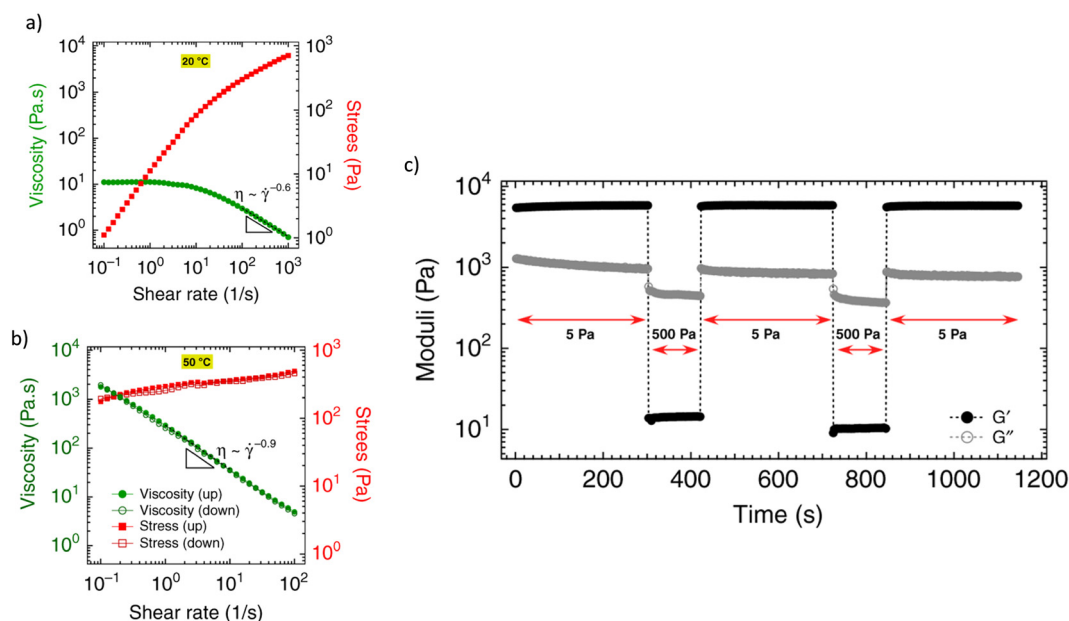 a)
20 °C
Viscosity (Pa.s)
10⁴
10³
10²
10¹
10⁰
Strees (Pa)
10³
10²
10¹
10⁰
η ~ γ̇⁻⁰·⁶
10⁻¹ 10⁰ 10¹ 10² 10³
Shear rate (1/s)
b)
50 °C
Viscosity (Pa.s)
10⁴
10³
10²
10¹
10⁰
Strees (Pa)
10³
10²
10¹
10⁰
η ~ γ̇⁻⁰·⁹
Viscosity (up)
Viscosity (down)
Stress (up)
Stress (down)
10⁻¹ 10⁰ 10¹ 10²
Shear rate (1/s)
c)
Moduli (Pa)
10⁴
10³
10²
10¹
5 Pa 500 Pa 5 Pa 500 Pa 5 Pa
G′
G″
0 200 400 600 800 1000 1200
Time (s)